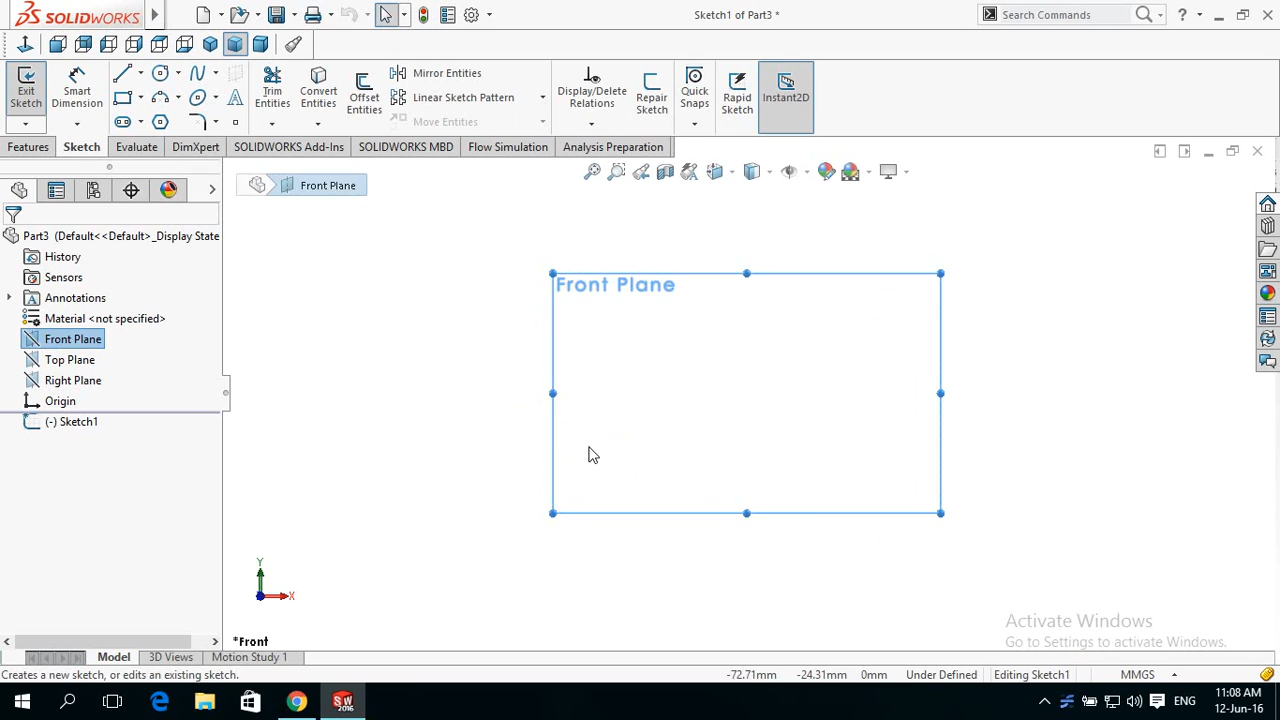 SOLIDWORKS
Sketch1 of Part3 *
Search Commands
?
Exit Sketch
Smart Dimension
Trim Entities
Convert Entities
Offset Entities
Mirror Entities
Linear Sketch Pattern
Move Entities
Display/Delete Relations
Repair Sketch
Quick Snaps
Rapid Sketch
Instant2D
Features
Sketch
Evaluate
DimXpert
SOLIDWORKS Add-Ins
SOLIDWORKS MBD
Flow Simulation
Analysis Preparation
Front Plane
Part3 (Default<<Default>_Display State
History
Sensors
Annotations
Material <not specified>
Front Plane
Top Plane
Right Plane
Origin
(-) Sketch1
Front Plane
Y
X
*Front
Activate Windows
Go to Settings to activate Windows.
Model
3D Views
Motion Study 1
Creates a new sketch, or edits an existing sketch.
-72.71mm
-24.31mm
0mm
Under Defined
Editing Sketch1
MMGS
SW
2016
ENG
11:08 AM
12-Jun-16